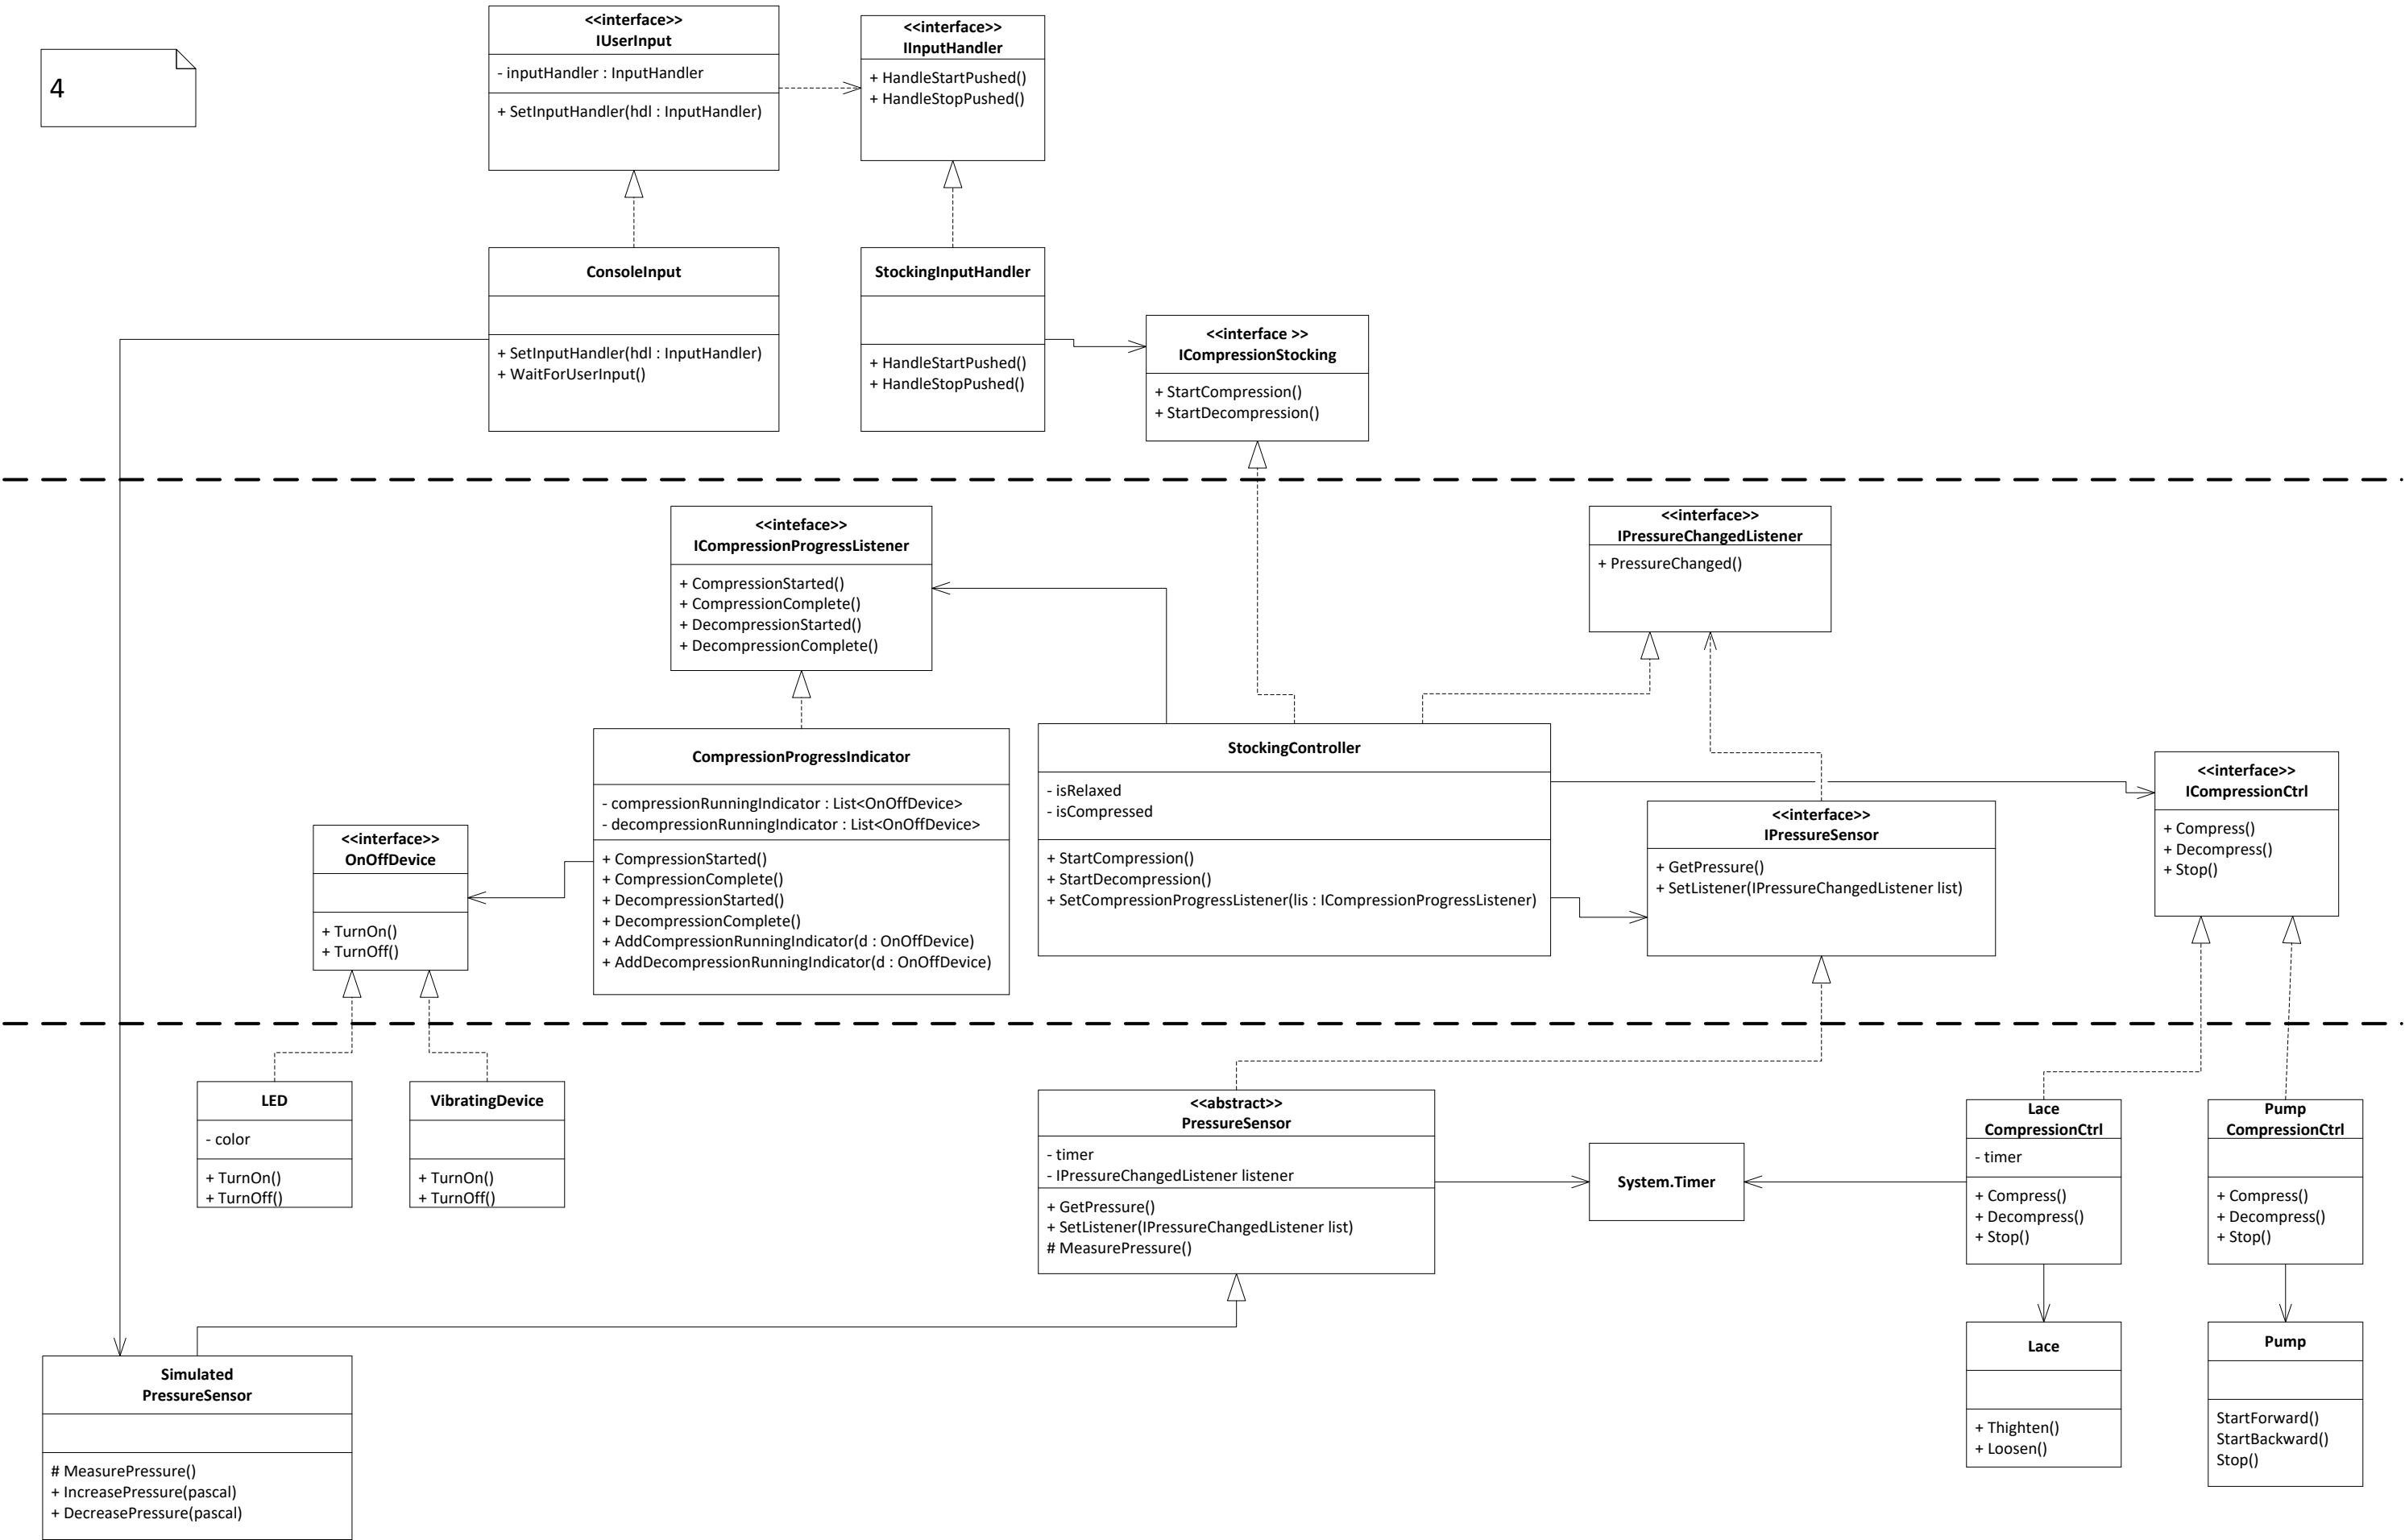 4
<<interface>>
IUserInput
- inputHandler : InputHandler
+ SetInputHandler(hdl : InputHandler)
<<interface>>
IInputHandler
+ HandleStartPushed()
+ HandleStopPushed()
ConsoleInput
+ SetInputHandler(hdl : InputHandler)
+ WaitForUserInput()
StockingInputHandler
+ HandleStartPushed()
+ HandleStopPushed()
<<interface >>
ICompressionStocking
+ StartCompression()
+ StartDecompression()
<<inteface>>
ICompressionProgressListener
+ CompressionStarted()
+ CompressionComplete()
+ DecompressionStarted()
+ DecompressionComplete()
<<interface>>
IPressureChangedListener
+ PressureChanged()
CompressionProgressIndicator
- compressionRunningIndicator : List<OnOffDevice>
- decompressionRunningIndicator : List<OnOffDevice>
+ CompressionStarted()
+ CompressionComplete()
+ DecompressionStarted()
+ DecompressionComplete()
+ AddCompressionRunningIndicator(d : OnOffDevice)
+ AddDecompressionRunningIndicator(d : OnOffDevice)
StockingController
- isRelaxed
- isCompressed
+ StartCompression()
+ StartDecompression()
+ SetCompressionProgressListener(lis : ICompressionProgressListener)
<<interface>>
IPressureSensor
+ GetPressure()
+ SetListener(IPressureChangedListener list)
<<interface>>
ICompressionCtrl
+ Compress()
+ Decompress()
+ Stop()
<<interface>>
OnOffDevice
+ TurnOn()
+ TurnOff()
LED
- color
+ TurnOn()
+ TurnOff()
VibratingDevice
+ TurnOn()
+ TurnOff()
<<abstract>>
PressureSensor
- timer
- IPressureChangedListener listener
+ GetPressure()
+ SetListener(IPressureChangedListener list)
# MeasurePressure()
System.Timer
Lace
CompressionCtrl
- timer
+ Compress()
+ Decompress()
+ Stop()
Pump
CompressionCtrl
+ Compress()
+ Decompress()
+ Stop()
Simulated
PressureSensor
# MeasurePressure()
+ IncreasePressure(pascal)
+ DecreasePressure(pascal)
Lace
+ Thighten()
+ Loosen()
Pump
StartForward()
StartBackward()
Stop()